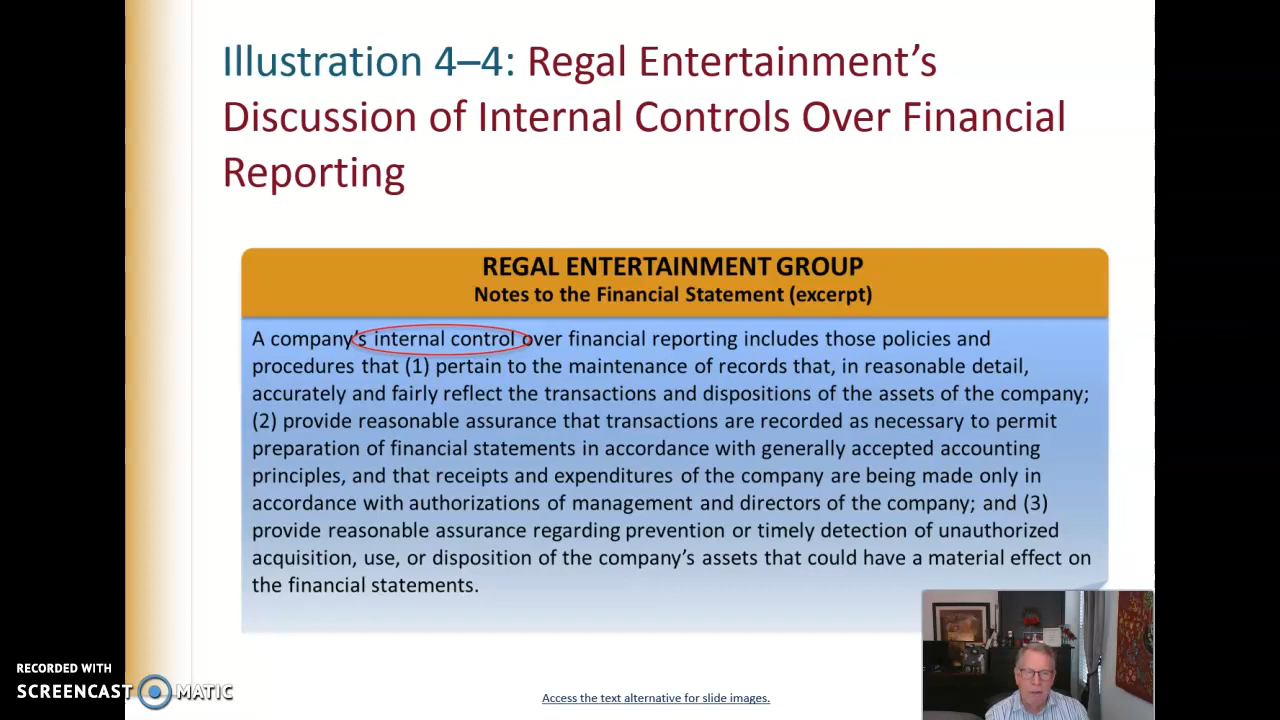 Illustration 4–4: Regal Entertainment’s
Discussion of Internal Controls Over Financial
Reporting
REGAL ENTERTAINMENT GROUP
Notes to the Financial Statement (excerpt)
A company’s internal control over financial reporting includes those policies and
procedures that (1) pertain to the maintenance of records that, in reasonable detail,
accurately and fairly reflect the transactions and dispositions of the assets of the company;
(2) provide reasonable assurance that transactions are recorded as necessary to permit
preparation of financial statements in accordance with generally accepted accounting
principles, and that receipts and expenditures of the company are being made only in
accordance with authorizations of management and directors of the company; and (3)
provide reasonable assurance regarding prevention or timely detection of unauthorized
acquisition, use, or disposition of the company’s assets that could have a material effect on
the financial statements.
RECORDED WITH
SCREENCAST MATIC
Access the text alternative for slide images.